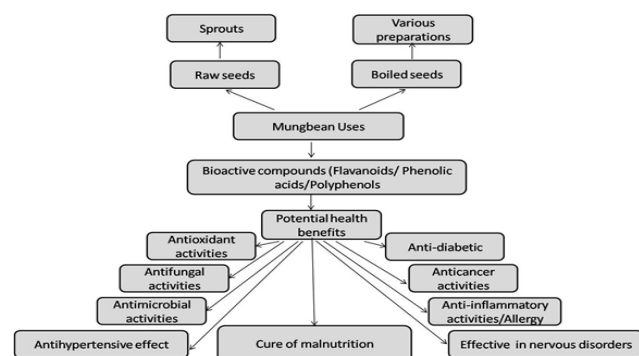 Sprouts
Various
preparations
Raw seeds
Boiled seeds
Mungbean Uses
Bioactive compounds (Flavanoids/ Phenolic
acids/Polyphenols
Potential health
benefits
Antioxidant
activities
Anti-diabetic
Antifungal
activities
Anticancer
activities
Antimicrobial
activities
Anti-inflammatory
activities/Allergy
Antihypertensive effect
Cure of malnutrition
Effective in nervous disorders